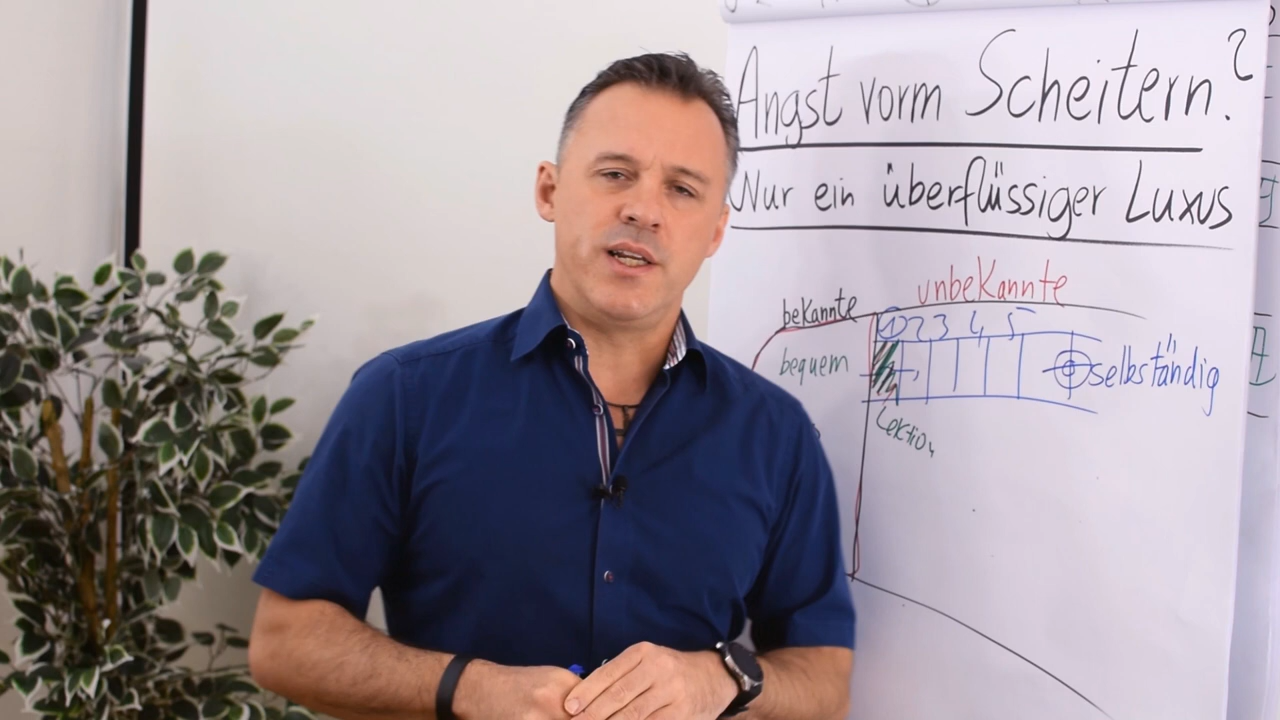 Angst vorm Scheitern.?
Nur ein überflüssiger Luxus
bekannte unbekannte
1 2 3 4 5
bequem selbständig
Lektion